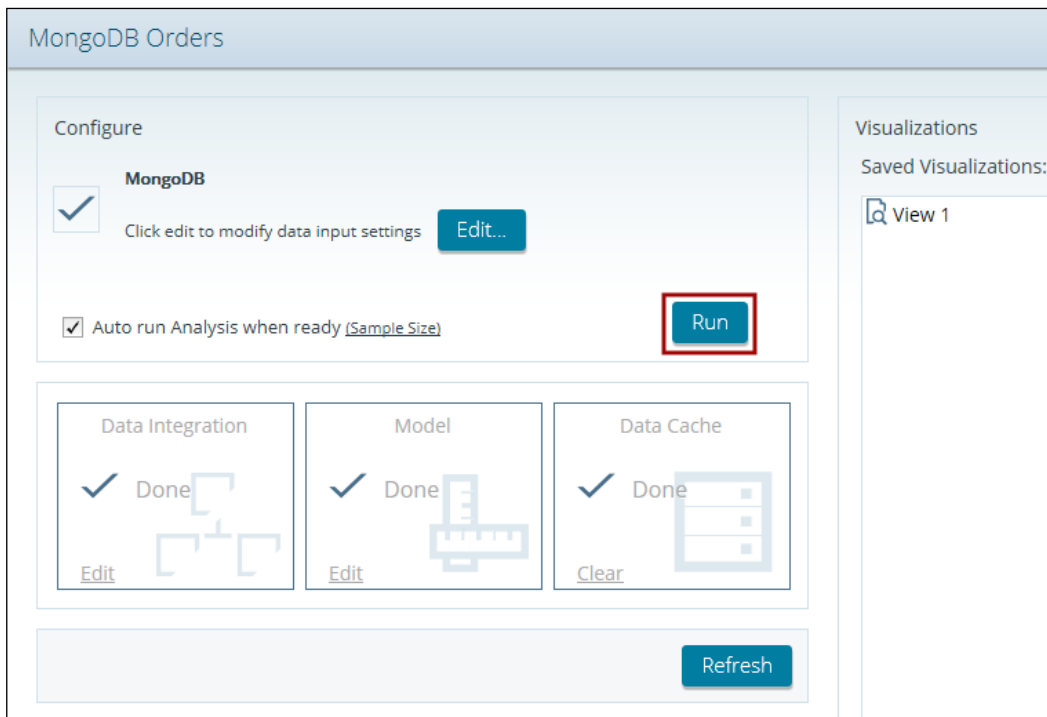 MongoDB Orders
Configure
MongoDB
Click edit to modify data input settings
Edit...
Auto run Analysis when ready (Sample Size)
Run
Data Integration
Done
Edit
Model
Done
Edit
Data Cache
Done
Clear
Refresh
Visualizations
Saved Visualizations:
View 1